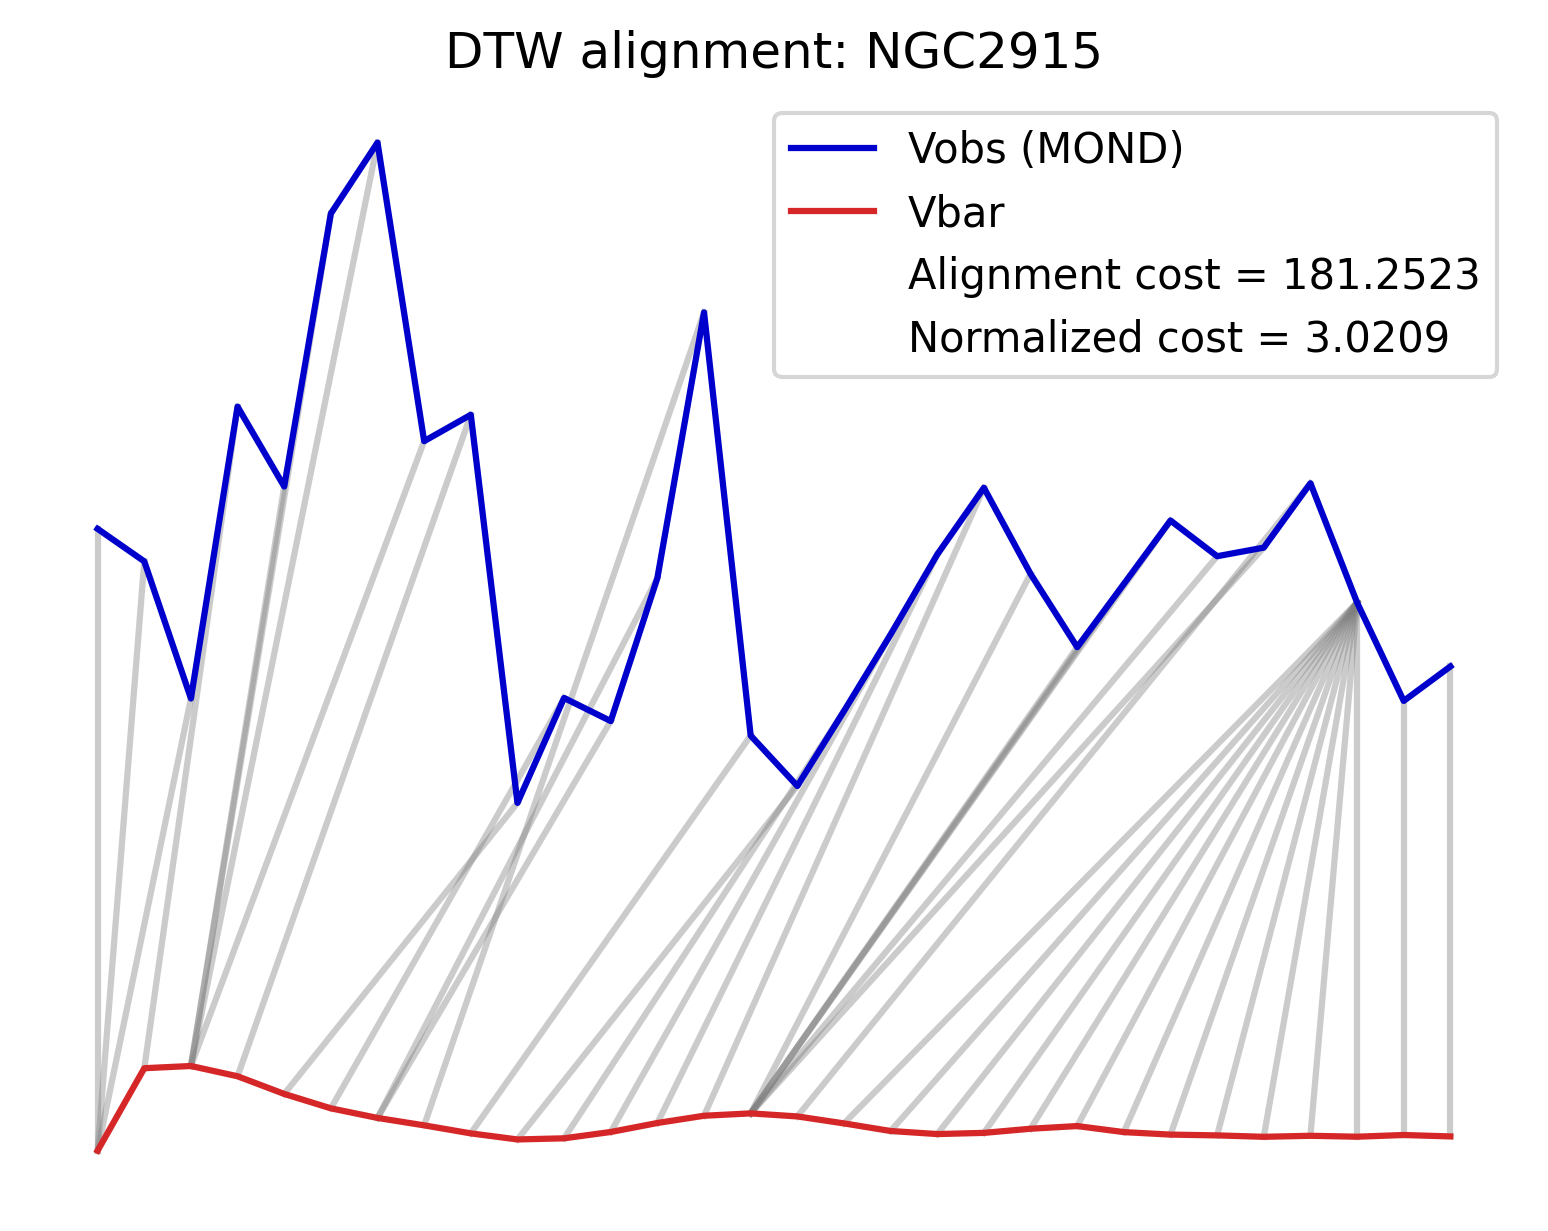 DTW alignment: NGC2915
Vobs (MOND)
Vbar
Alignment cost = 181.2523
Normalized cost = 3.0209